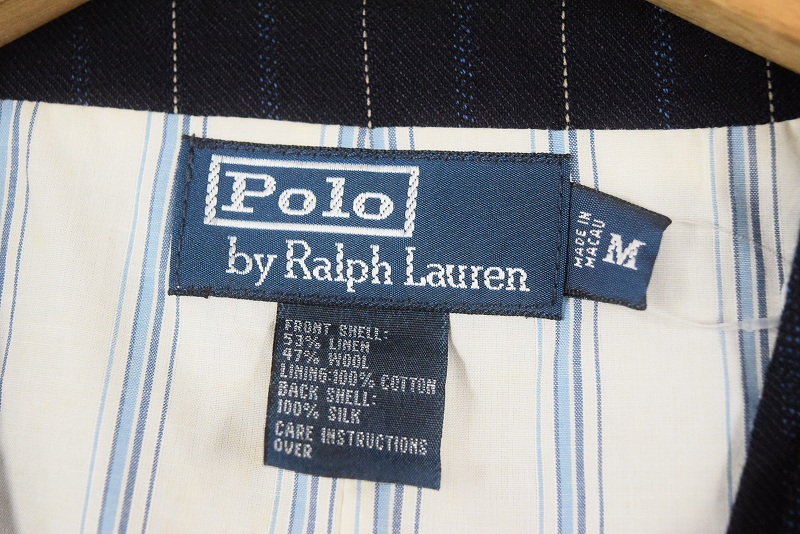 Polo
by Ralph Lauren
MADE IN
MACAU
M
FRONT SHELL:
53% LINEN
47% WOOL
LINING:100% COTTON
BACK SHELL:
100% SILK
CARE INSTRUCTIONS
OVER